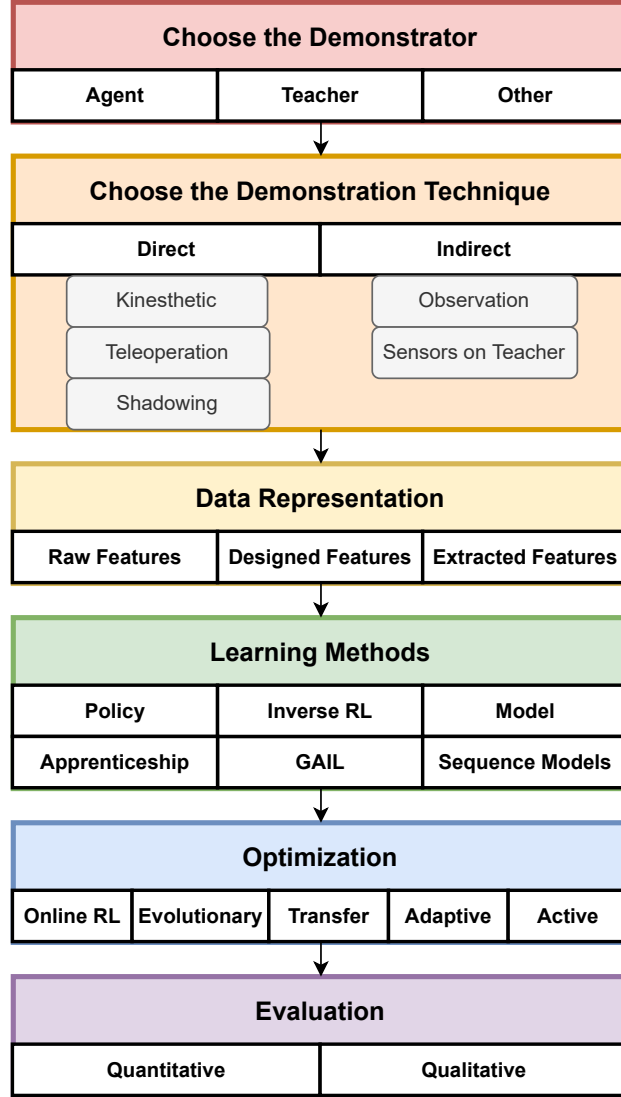 Choose the Demonstrator
Agent Teacher Other
Choose the Demonstration Technique
Direct Indirect
Kinesthetic Observation
Teleoperation Sensors on Teacher
Shadowing
Data Representation
Raw Features Designed Features Extracted Features
Learning Methods
Policy Inverse RL Model
Apprenticeship GAIL Sequence Models
Optimization
Online RL Evolutionary Transfer Adaptive Active
Evaluation
Quantitative Qualitative